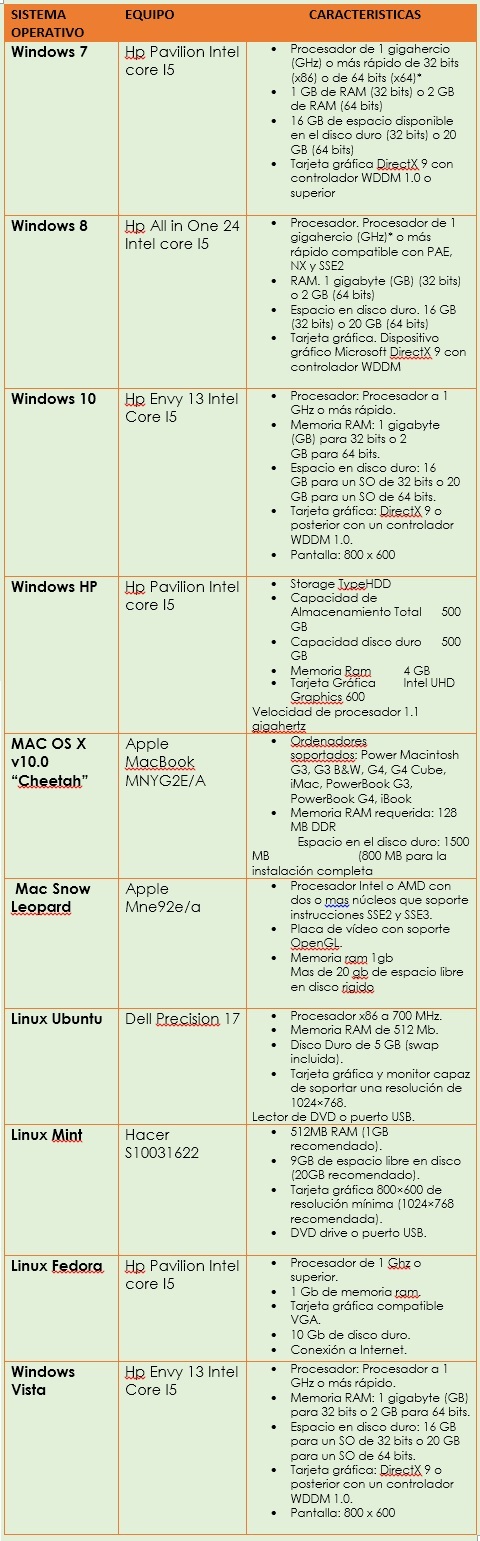 SISTEMA
OPERATIVO
EQUIPO
CARACTERISTICAS
Windows 7
Hp Pavilion Intel
core I5
• Procesador de 1 gigahercio
(GHz) o más rápido de 32 bits
(x86) o de 64 bits (x64)*
• 1 GB de RAM (32 bits) o 2 GB
de RAM (64 bits)
• 16 GB de espacio disponible
en el disco duro (32 bits) o 20
GB (64 bits)
• Tarjeta gráfica DirectX 9 con
controlador WDDM 1.0 o
superior
Windows 8
Hp All in One 24
Intel core I5
• Procesador. Procesador de 1
gigahercio (GHz)* o más
rápido compatible con PAE,
NX y SSE2
• RAM. 1 gigabyte (GB) (32 bits)
o 2 GB (64 bits)
• Espacio en disco duro. 16 GB
(32 bits) o 20 GB (64 bits)
• Tarjeta gráfica. Dispositivo
gráfico Microsoft DirectX 9 con
controlador WDDM
Windows 10
Hp Envy 13 Intel
Core I5
• Procesador: Procesador a 1
GHz o más rápido.
• Memoria RAM: 1 gigabyte
(GB) para 32 bits o 2
GB para 64 bits.
• Espacio en disco duro: 16
GB para un SO de 32 bits o 20
GB para un SO de 64 bits.
• Tarjeta gráfica: DirectX 9 o
posterior con un controlador
WDDM 1.0.
• Pantalla: 800 x 600
Windows HP
Hp Pavilion Intel
core I5
• Storage TypeHDD
• Capacidad de
Almacenamiento Total 500
GB
• Capacidad disco duro 500
GB
• Memoria Ram 4 GB
• Tarjeta Gráfica Intel UHD
Graphics 600
Velocidad de procesador 1.1
gigahertz
MAC OS X
v10.0
“Cheetah”
Apple
MacBook
MNYG2E/A
• Ordenadores
soportados: Power Macintosh
G3, G3 B&W, G4, G4 Cube,
iMac, PowerBook G3,
PowerBook G4, iBook
• Memoria RAM requerida: 128
MB DDR
Espacio en el disco duro: 1500
MB (800 MB para la
instalación completa
Mac Snow
Leopard
Apple
Mne92e/a
• Procesador Intel o AMD con
dos o mas núcleos que soporte
instrucciones SSE2 y SSE3.
• Placa de vídeo con soporte
OpenGL.
• Memoria ram 1gb
Mas de 20 gb de espacio libre
en disco rigido
Linux Ubuntu
Dell Precision 17
• Procesador x86 a 700 MHz.
• Memoria RAM de 512 Mb.
• Disco Duro de 5 GB (swap
incluida).
• Tarjeta gráfica y monitor capaz
de soportar una resolución de
1024×768.
Lector de DVD o puerto USB.
Linux Mint
Hacer
S10031622
• 512MB RAM (1GB
recomendado).
• 9GB de espacio libre en disco
(20GB recomendado).
• Tarjeta gráfica 800×600 de
resolución mínima (1024×768
recomendada).
• DVD drive o puerto USB.
Linux Fedora
Hp Pavilion Intel
core I5
• Procesador de 1 Ghz o
superior.
• 1 Gb de memoria ram.
• Tarjeta gráfica compatible
VGA.
• 10 Gb de disco duro.
• Conexión a Internet.
Windows
Vista
Hp Envy 13 Intel
Core I5
• Procesador: Procesador a 1
GHz o más rápido.
• Memoria RAM: 1 gigabyte (GB)
para 32 bits o 2 GB para 64 bits.
• Espacio en disco duro: 16 GB
para un SO de 32 bits o 20 GB
para un SO de 64 bits.
• Tarjeta gráfica: DirectX 9 o
posterior con un controlador
WDDM 1.0.
• Pantalla: 800 x 600